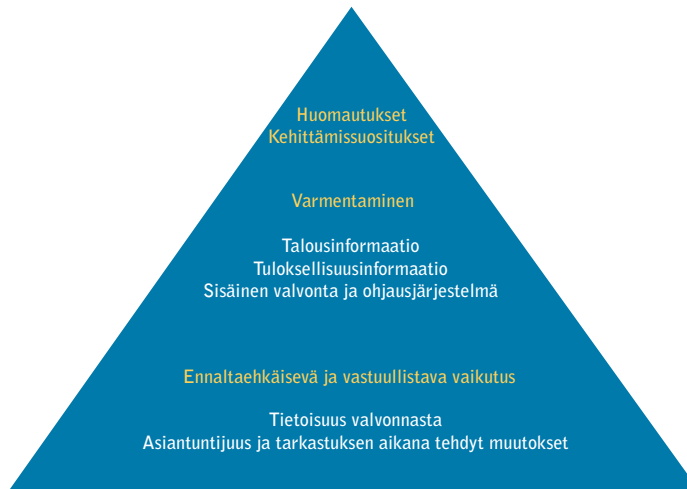 Huomautukset
Kehittämissuositukset
Varmentaminen
Talousinformaatio
Tuloksellisuusinformaatio
Sisäinen valvonta ja ohjausjärjestelmä
Ennaltaehkäisevä ja vastuullistava vaikutus
Tietoisuus valvonnasta
Asiantuntijuus ja tarkastuksen aikana tehdyt muutokset